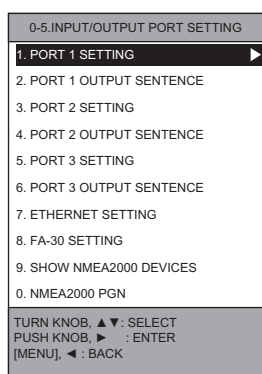 0-5.INPUT/OUTPUT PORT SETTING
1. PORT 1 SETTING ▶
2. PORT 1 OUTPUT SENTENCE
3. PORT 2 SETTING
4. PORT 2 OUTPUT SENTENCE
5. PORT 3 SETTING
6. PORT 3 OUTPUT SENTENCE
7. ETHERNET SETTING
8. FA-30 SETTING
9. SHOW NMEA2000 DEVICES
0. NMEA2000 PGN
TURN KNOB, ▲▼: SELECT
PUSH KNOB, ▶ : ENTER
[MENU], ◀ : BACK